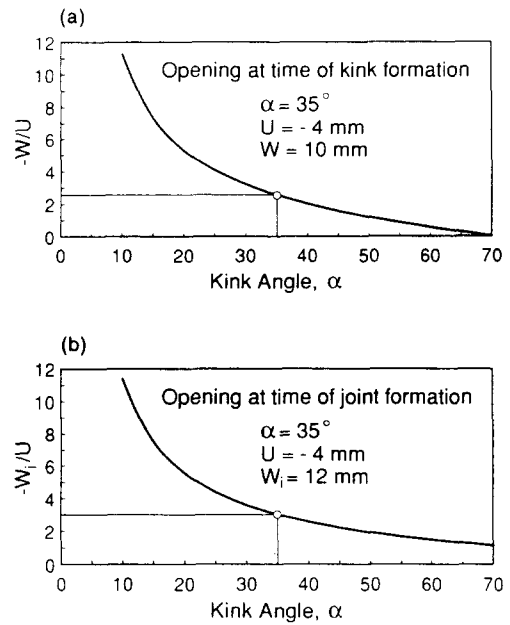 (a)
12
10
8
6
4
2
0
-W/U
Opening at time of kink formation
α = 35°
U = - 4 mm
W = 10 mm
0 10 20 30 40 50 60 70
Kink Angle, α
(b)
12
10
8
6
4
2
0
-Wi/U
Opening at time of joint formation
α = 35°
U = - 4 mm
Wi = 12 mm
0 10 20 30 40 50 60 70
Kink Angle, α